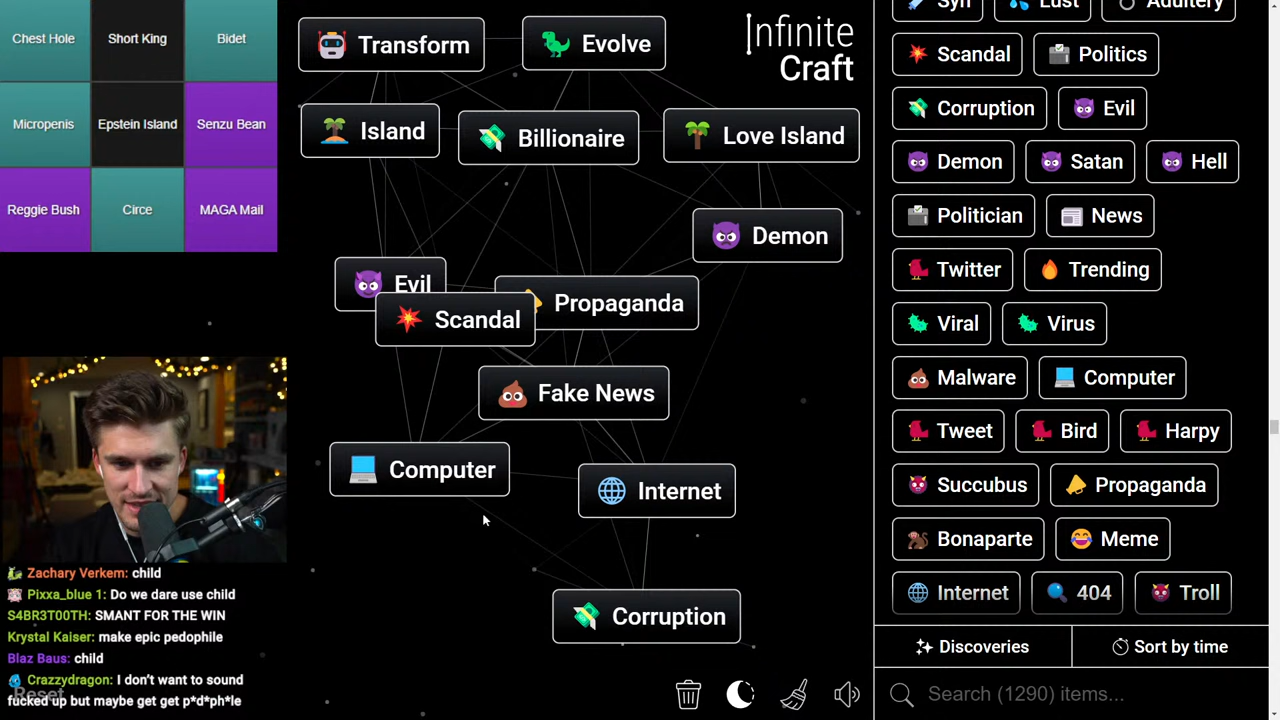 Chest Hole
Short King
Bidet
Micropenis
Epstein Island
Senzu Bean
Reggie Bush
Circe
MAGA Mail
Transform
Evolve
Infinite
Craft
Island
Billionaire
Love Island
Demon
Evil
Propaganda
Scandal
Fake News
Computer
Internet
Corruption
Lust
Adultery
Scandal
Politics
Corruption
Evil
Demon
Satan
Hell
Politician
News
Twitter
Trending
Viral
Virus
Malware
Computer
Tweet
Bird
Harpy
Succubus
Propaganda
Bonaparte
Meme
Internet
404
Troll
Discoveries
Sort by time
Search (1290) items...
Zachary Verkem: child
Pixxa_blue 1: Do we dare use child
S4BR3T00TH: SMANT FOR THE WIN
Krystal Kaiser: make epic pedophile
Blaz Baus: child
Crazzydragon: I don't want to sound
fucked up but maybe get get p*d*ph*le
Reset